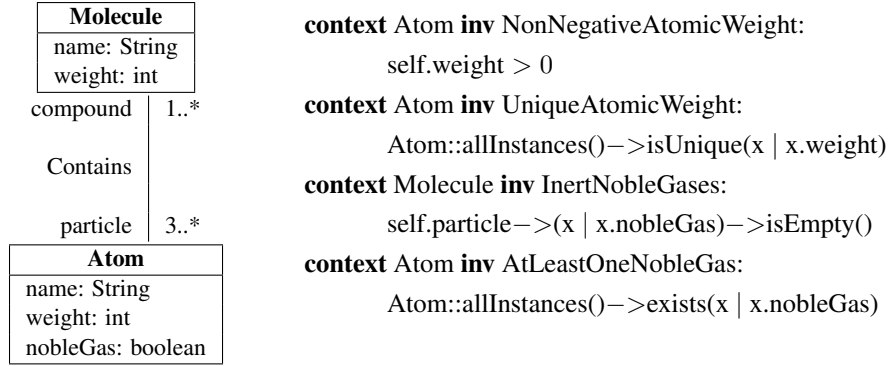 Molecule
name: String
weight: int
compound 1..*
Contains
particle 3..*
Atom
name: String
weight: int
nobleGas: boolean
context Atom inv NonNegativeAtomicWeight:
self.weight > 0
context Atom inv UniqueAtomicWeight:
Atom::allInstances()−>isUnique(x | x.weight)
context Molecule inv InertNobleGases:
self.particle−>(x | x.nobleGas)−>isEmpty()
context Atom inv AtLeastOneNobleGas:
Atom::allInstances()−>exists(x | x.nobleGas)